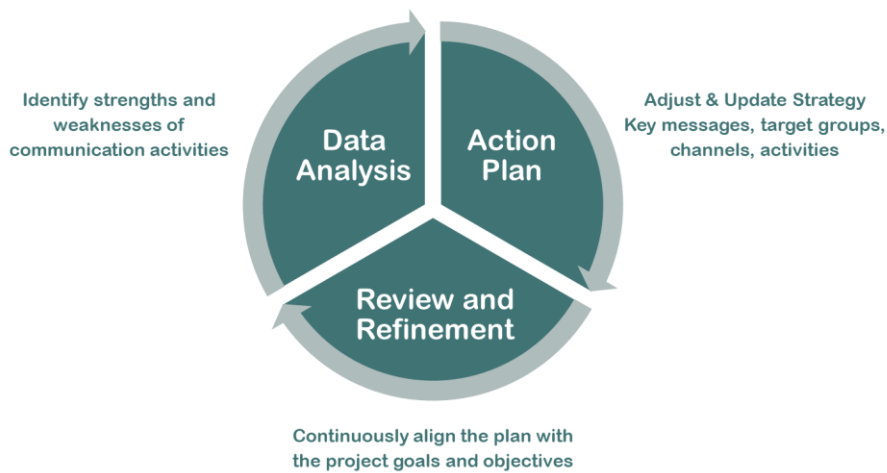 Identify strengths and
weaknesses of
communication activities
Data
Analysis
Action
Plan
Adjust & Update Strategy
Key messages, target groups,
channels, activities
Review and
Refinement
Continuously align the plan with
the project goals and objectives